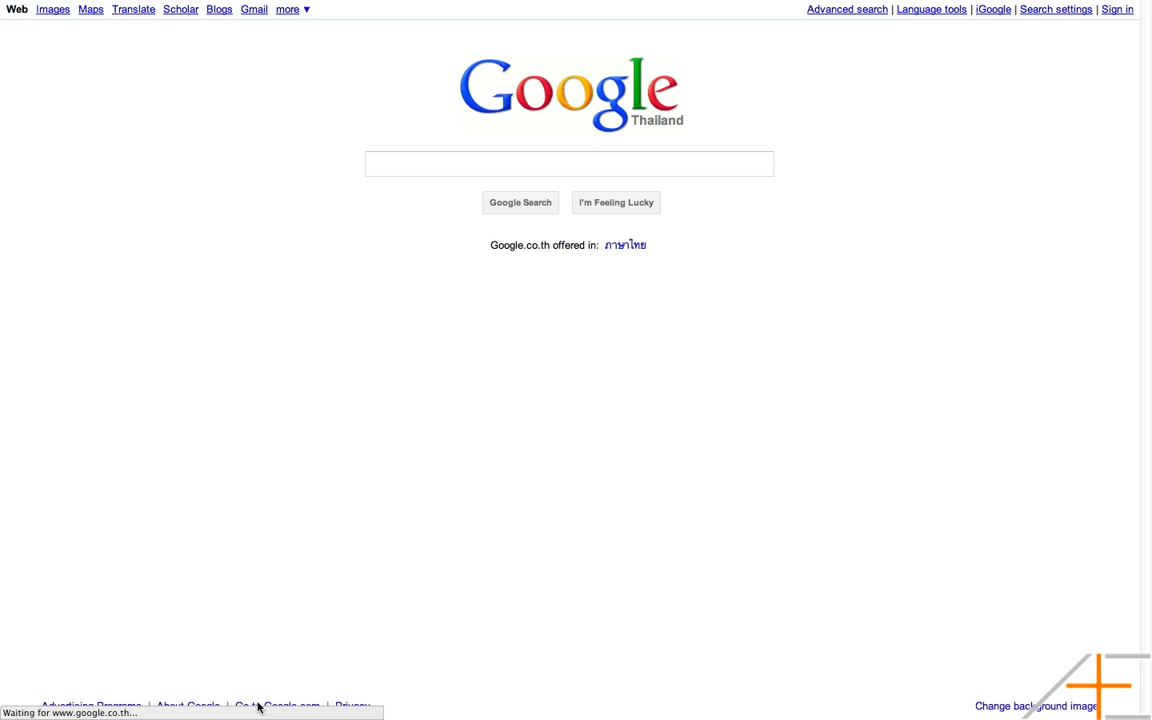 Web Images Maps Translate Scholar Blogs Gmail more ▼
Advanced search | Language tools | iGoogle | Search settings | Sign in
Google
Thailand
Google Search I'm Feeling Lucky
Google.co.th offered in: ภาษาไทย
Advertising Programs | About Google | Go to Google.com | Privacy
Change background image
Waiting for www.google.co.th...